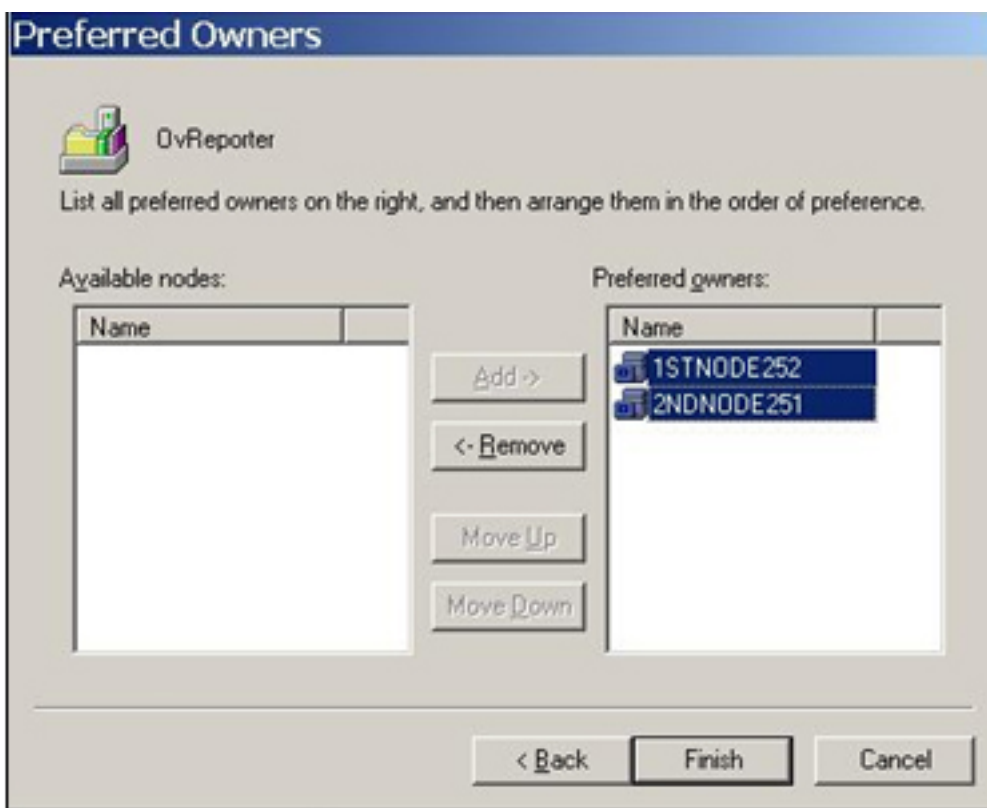 Preferred Owners
OvReporter
List all preferred owners on the right, and then arrange them in the order of preference.
Available nodes:
Preferred owners:
Name
Name
1STNODE252
2NDNODE251
Add ->
<- Remove
Move Up
Move Down
< Back
Finish
Cancel